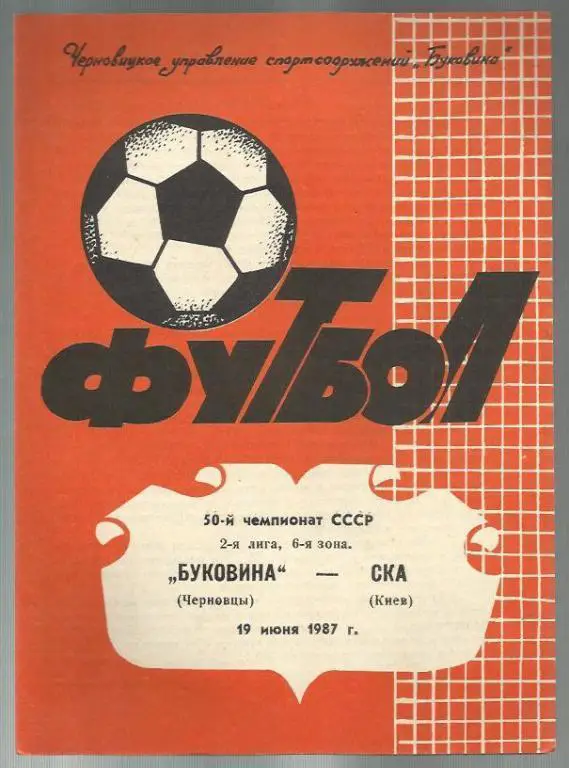 Черновицкое управление спортсооружений „Буковина"
ФУТБОЛ
50-й чемпионат СССР
2-я лига, 6-я зона.
„БУКОВИНА" — СКА
(Черновцы) (Киев)
19 июня 1987 г.